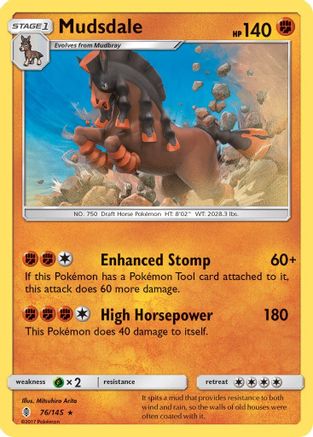 STAGE 1 Mudsdale HP 140
Evolves from Mudbray
NO. 750 Draft Horse Pokémon HT: 8'02" WT: 2028.3 lbs.
Enhanced Stomp 60+
If this Pokémon has a Pokémon Tool card attached to it,
this attack does 60 more damage.
High Horsepower 180
This Pokémon does 40 damage to itself.
weakness ×2 resistance retreat
Illus. Mitsuhiro Arita
76/145 ★
©2017 Pokémon
It spits a mud that provides resistance to both
wind and rain, so the walls of old houses were
often coated with it.